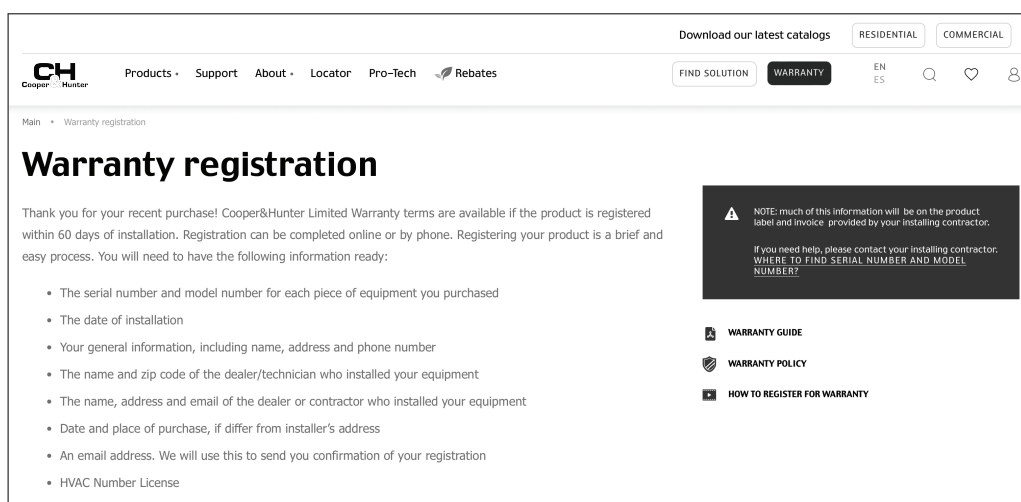 Download our latest catalogs RESIDENTIAL COMMERCIAL
CH
Cooper&Hunter
Products Support About Locator Pro-Tech Rebates FIND SOLUTION WARRANTY EN
ES
Main • Warranty registration
Warranty registration
Thank you for your recent purchase! Cooper&Hunter Limited Warranty terms are available if the product is registered
within 60 days of installation. Registration can be completed online or by phone. Registering your product is a brief and
easy process. You will need to have the following information ready:
• The serial number and model number for each piece of equipment you purchased
• The date of installation
• Your general information, including name, address and phone number
• The name and zip code of the dealer/technician who installed your equipment
• The name, address and email of the dealer or contractor who installed your equipment
• Date and place of purchase, if differ from installer's address
• An email address. We will use this to send you confirmation of your registration
• HVAC Number License
NOTE: much of this information will be on the product
label and invoice provided by your installing contractor.
If you need help, please contact your installing contractor.
WHERE TO FIND SERIAL NUMBER AND MODEL
NUMBER?
WARRANTY GUIDE
WARRANTY POLICY
HOW TO REGISTER FOR WARRANTY